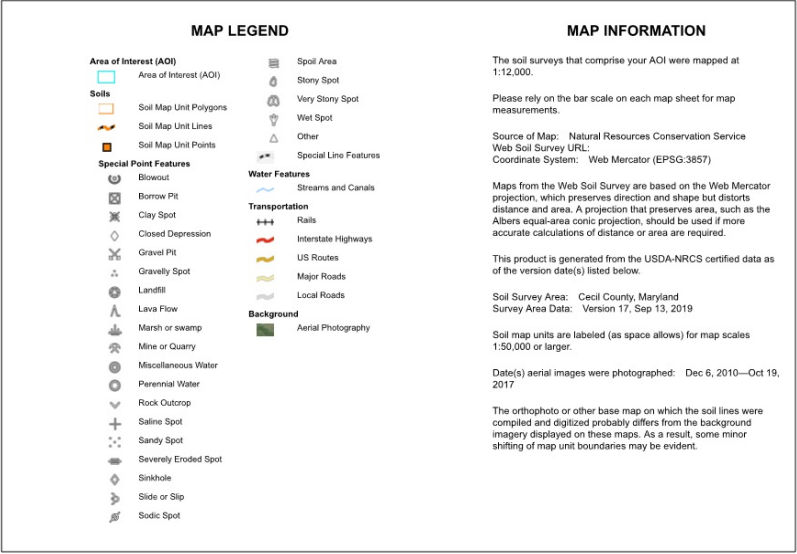 MAP LEGEND
Area of Interest (AOI)
Area of Interest (AOI)
Soils
Soil Map Unit Polygons
Soil Map Unit Lines
Soil Map Unit Points
Special Point Features
Blowout
Borrow Pit
Clay Spot
Closed Depression
Gravel Pit
Gravelly Spot
Landfill
Lava Flow
Marsh or swamp
Mine or Quarry
Miscellaneous Water
Perennial Water
Rock Outcrop
Saline Spot
Sandy Spot
Severely Eroded Spot
Sinkhole
Slide or Slip
Sodic Spot
Spoil Area
Stony Spot
Very Stony Spot
Wet Spot
Other
Special Line Features
Water Features
Streams and Canals
Transportation
Rails
Interstate Highways
US Routes
Major Roads
Local Roads
Background
Aerial Photography
MAP INFORMATION
The soil surveys that comprise your AOI were mapped at
1:12,000.
Please rely on the bar scale on each map sheet for map
measurements.
Source of Map: Natural Resources Conservation Service
Web Soil Survey URL:
Coordinate System: Web Mercator (EPSG:3857)
Maps from the Web Soil Survey are based on the Web Mercator
projection, which preserves direction and shape but distorts
distance and area. A projection that preserves area, such as the
Albers equal-area conic projection, should be used if more
accurate calculations of distance or area are required.
This product is generated from the USDA-NRCS certified data as
of the version date(s) listed below.
Soil Survey Area: Cecil County, Maryland
Survey Area Data: Version 17, Sep 13, 2019
Soil map units are labeled (as space allows) for map scales
1:50,000 or larger.
Date(s) aerial images were photographed: Dec 6, 2010—Oct 19,
2017
The orthophoto or other base map on which the soil lines were
compiled and digitized probably differs from the background
imagery displayed on these maps. As a result, some minor
shifting of map unit boundaries may be evident.